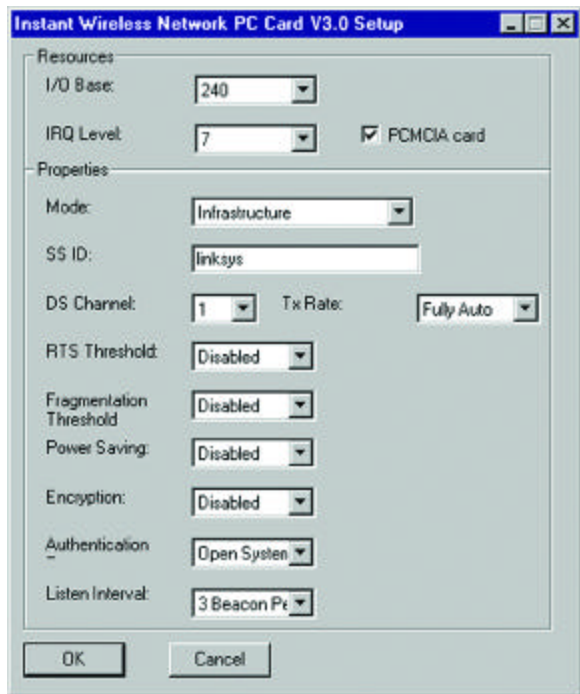 Instant Wireless Network PC Card V3.0 Setup
Resources
I/O Base: 240
IRQ Level: 7 PCMCIA card
Properties
Mode: Infrastructure
SS ID: linksys
DS Channel: 1 Tx Rate: Fully Auto
RTS Threshold: Disabled
Fragmentation
Threshold Disabled
Power Saving: Disabled
Encryption: Disabled
Authentication Open System
Listen Interval: 3 Beacon Pe
OK Cancel